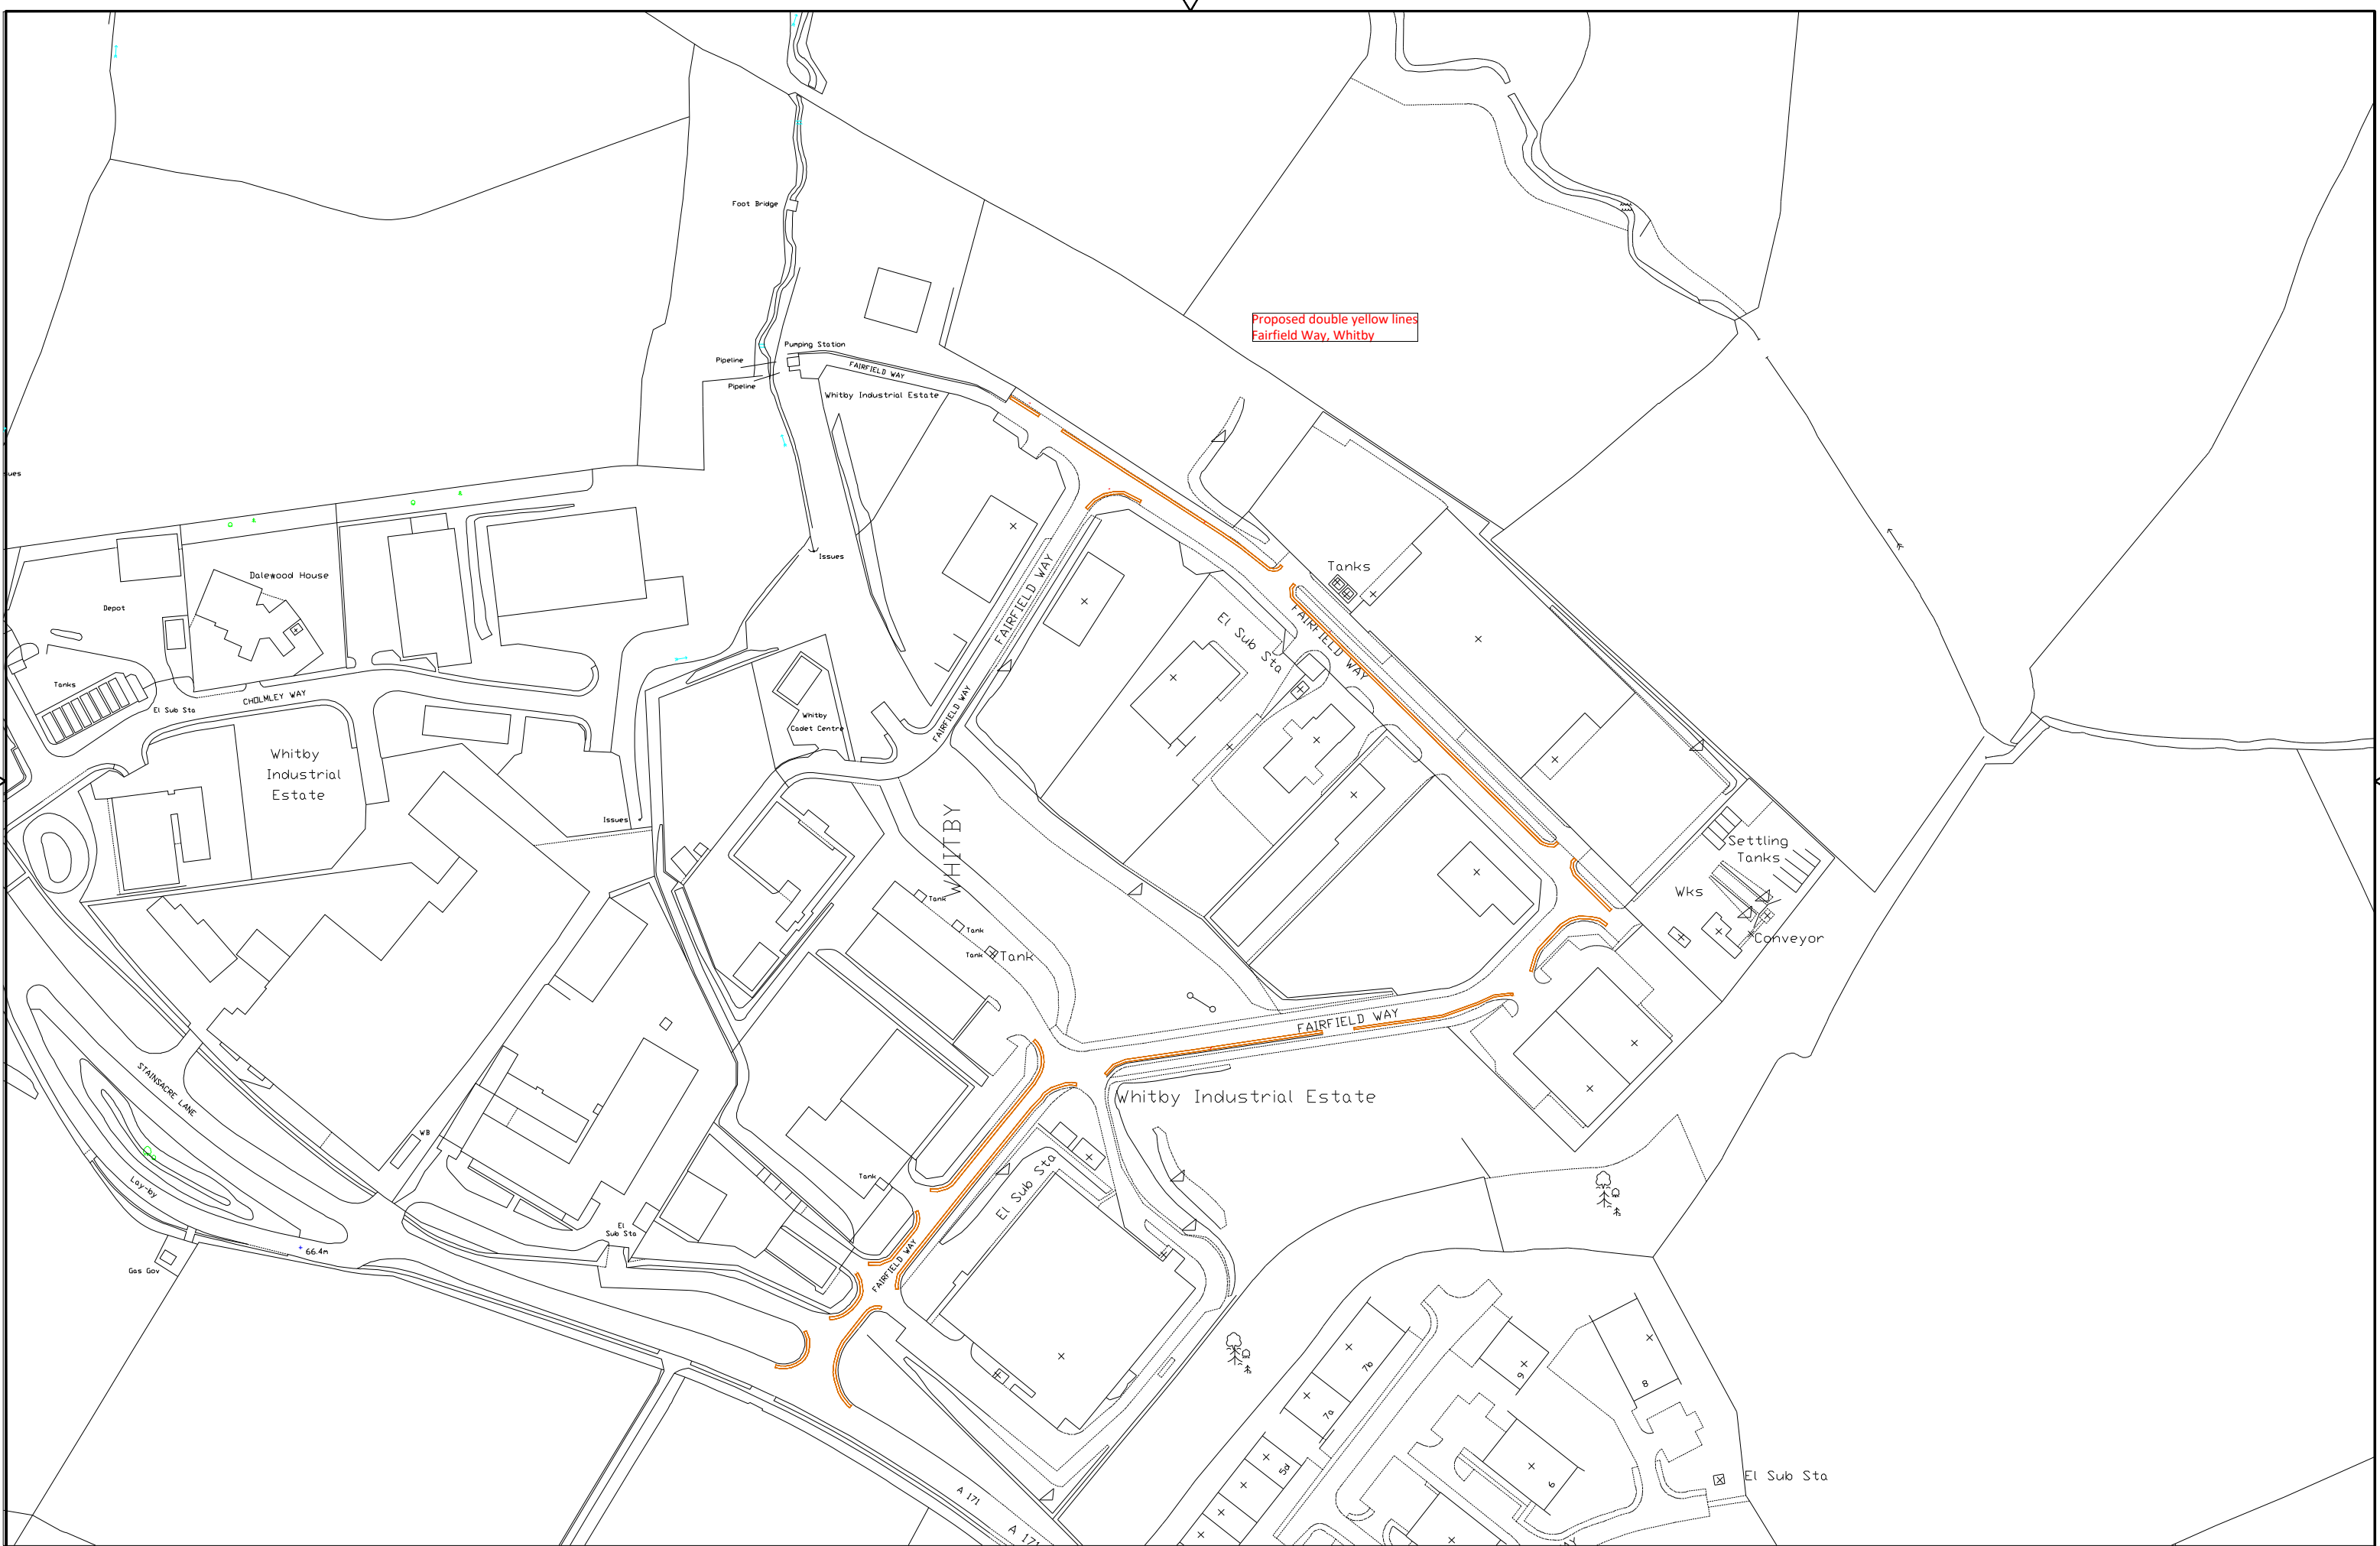 Foot Bridge
Proposed double yellow lines
Fairfield Way, Whitby
Pumping Station
Pipeline
FAIRFIELD WAY
Pipeline
Whitby Industrial Estate
sues
Issues
Tanks
Dalewood House
Depot
FAIRFIELD WAY
FAIRFIELD WAY
El Sub Sta
Tanks
CHOLMLEY WAY
El Sub Sta
Whitby
Cadet Centre
FAIRFIELD WAY
Whitby
Industrial
Estate
Issues
WHITBY
Settling
Tanks
Wks
Conveyor
Tank
Tank
Tank
Tank
FAIRFIELD WAY
STAINSACRE LANE
Whitby Industrial Estate
WB
Tank
El Sub Sta
Lay-by
El
Sub Sta
66.4m
Gas Gov
FAIRFIELD WAY
7b
7a
9
8
5d
6
El Sub Sta
A 171
A 171